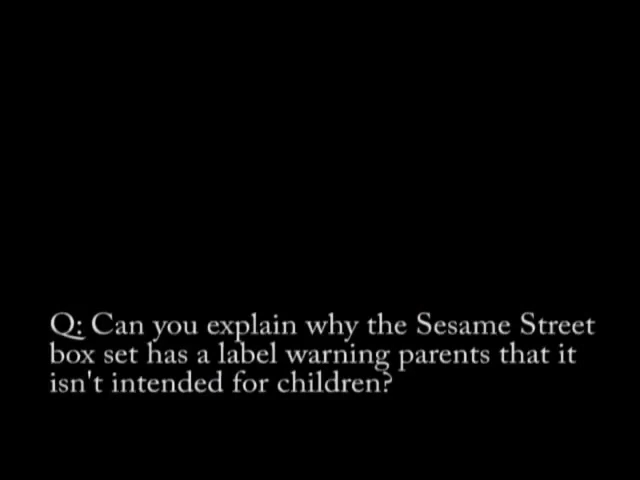 Q: Can you explain why the Sesame Street
box set has a label warning parents that it
isn't intended for children?